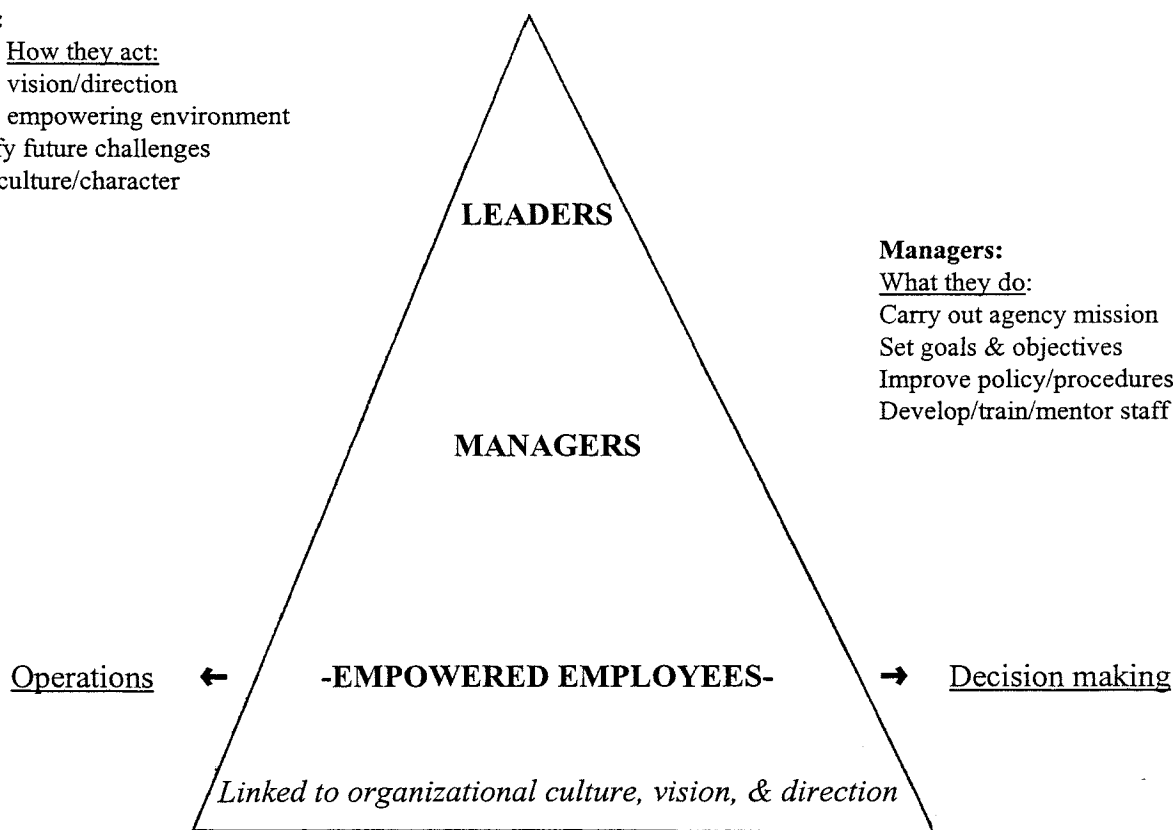 :
How they act:
vision/direction
empowering environment
fy future challenges
culture/character
LEADERS
Managers:
What they do:
Carry out agency mission
Set goals & objectives
Improve policy/procedures
Develop/train/mentor staff
MANAGERS
Operations ← -EMPOWERED EMPLOYEES- → Decision making
Linked to organizational culture, vision, & direction